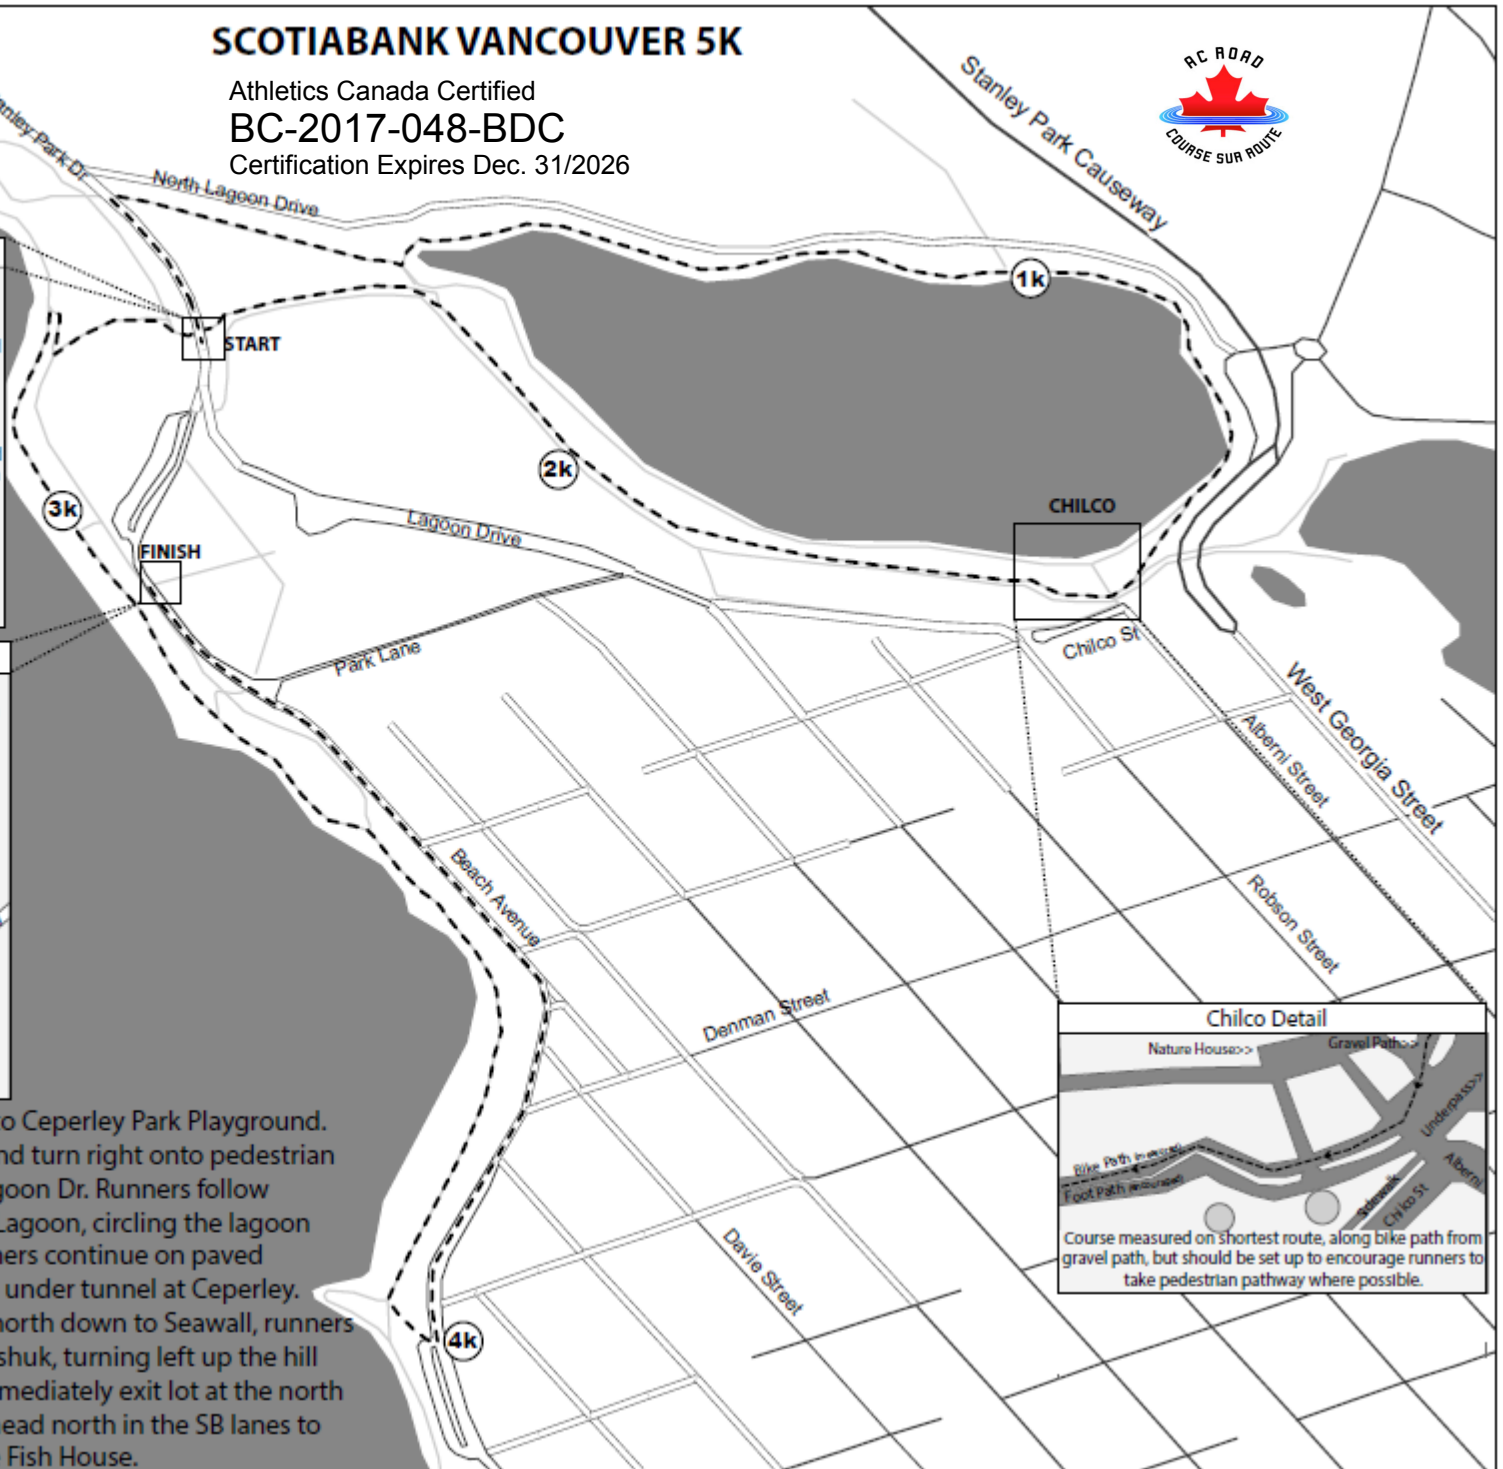 SCOTIABANK VANCOUVER 5K
Athletics Canada Certified
BC-2017-048-BDC
Certification Expires Dec. 31/2026
AC ROAD
COURSE SUR ROUTE
Stanley Park Causeway
anley Park Dr
North Lagoon Drive
1k
START
2k
3k
CHILCO
Lagoon Drive
FINISH
Park Lane
Chilco St
West Georgia Street
Alberni Street
Beach Avenue
Robson Street
Denman Street
Davie Street
4k
Chilco Detail
Nature House>>
Gravel Path>>
Underpass>>
Bike Path (measured)
Foot Path (encouraged)
Sidewalk
Chilco St
Alberni
Course measured on shortest route, along bike path from
gravel path, but should be set up to encourage runners to
take pedestrian pathway where possible.
to Ceperley Park Playground.
nd turn right onto pedestrian
goon Dr. Runners follow
Lagoon, circling the lagoon
ners continue on paved
under tunnel at Ceperley.
north down to Seawall, runners
shuk, turning left up the hill
mediately exit lot at the north
head north in the SB lanes to
Fish House.